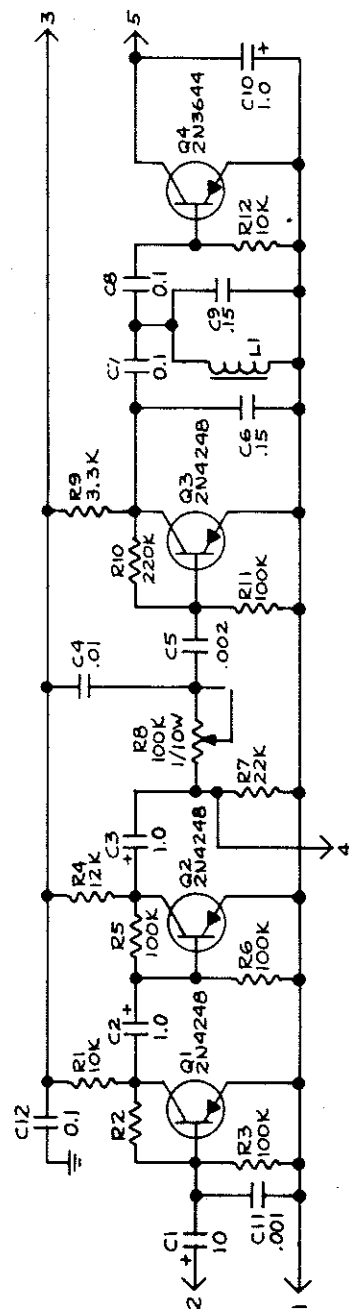 3
5
C12
0.1
R1
10K
R4
12K
C4
.01
R9
3.3K
R2
C2
+
1.0
R5
100K
C3
+
1.0
R8
100K
1/10W
R10
220K
C7
0.1
C8
0.1
Q4
2N3644
Q1
2N4248
Q2
2N4248
Q3
2N4248
C1
+
10
2
C11
.001
R3
100K
R6
100K
R7
22K
4
C5
.002
R11
100K
C6
.15
L1
C9
.15
R12
10K
C10
1.0
+
1